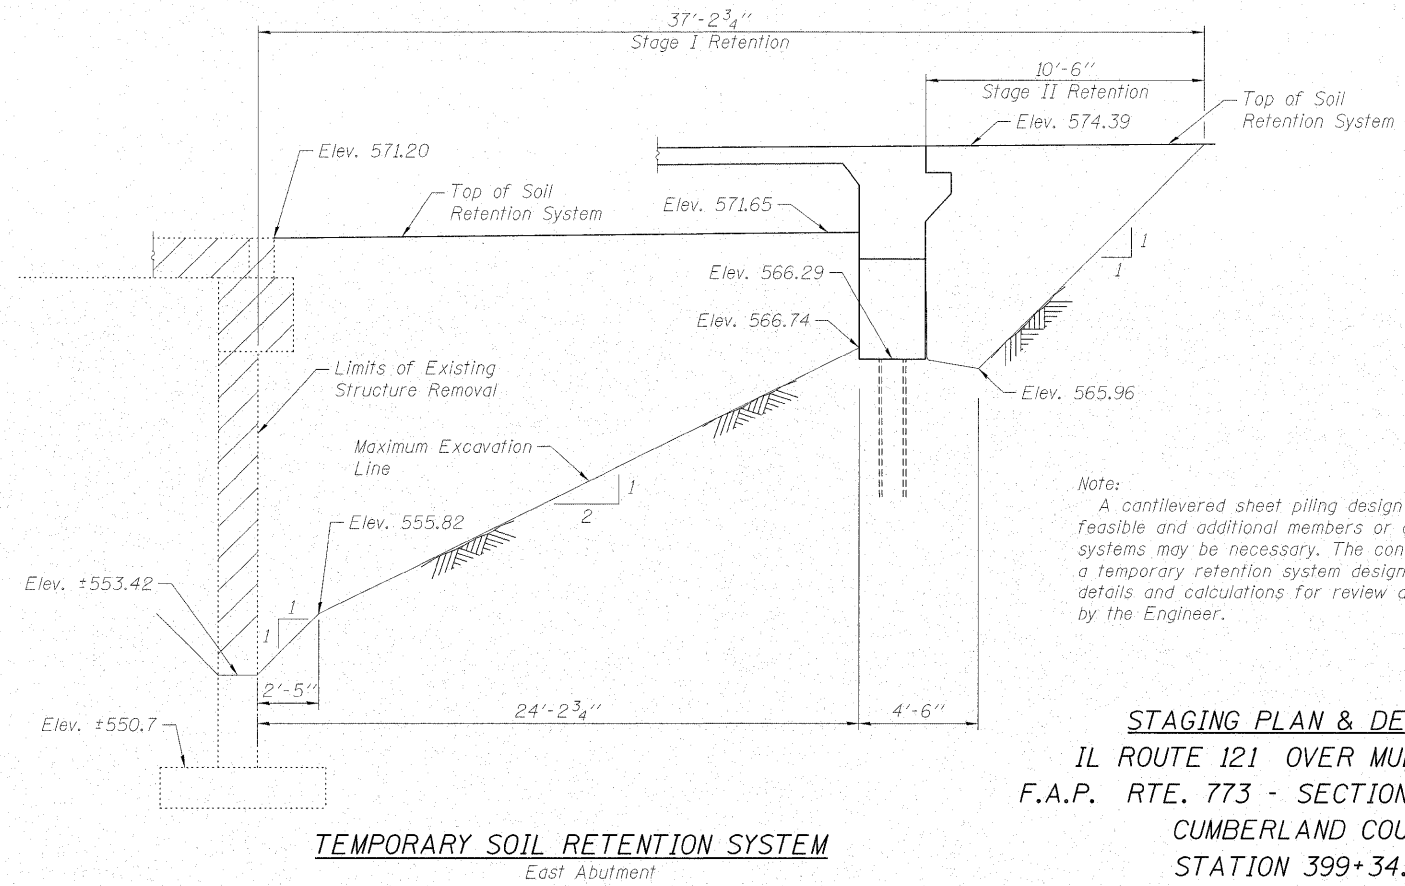 37'-2 3/4"
Stage I Retention
10'-6"
Stage II Retention
Top of Soil
Retention System
Elev. 574.39
Elev. 571.20
Top of Soil
Retention System
Elev. 571.65
1
1
Elev. 566.29
Elev. 566.74
Limits of Existing
Structure Removal
Elev. 565.96
Maximum Excavation
Line
1
2
Note:
A cantilevered sheet piling design
feasible and additional members or
systems may be necessary. The con
a temporary retention system design
details and calculations for review
by the Engineer.
Elev. 555.82
Elev. ±553.42
1
1
2'-5"
24'-2 3/4"
4'-6"
Elev. ±550.7
STAGING PLAN & DE
IL ROUTE 121 OVER MU
F.A.P. RTE. 773 - SECTION
CUMBERLAND COU
STATION 399+34.
TEMPORARY SOIL RETENTION SYSTEM
East Abutment